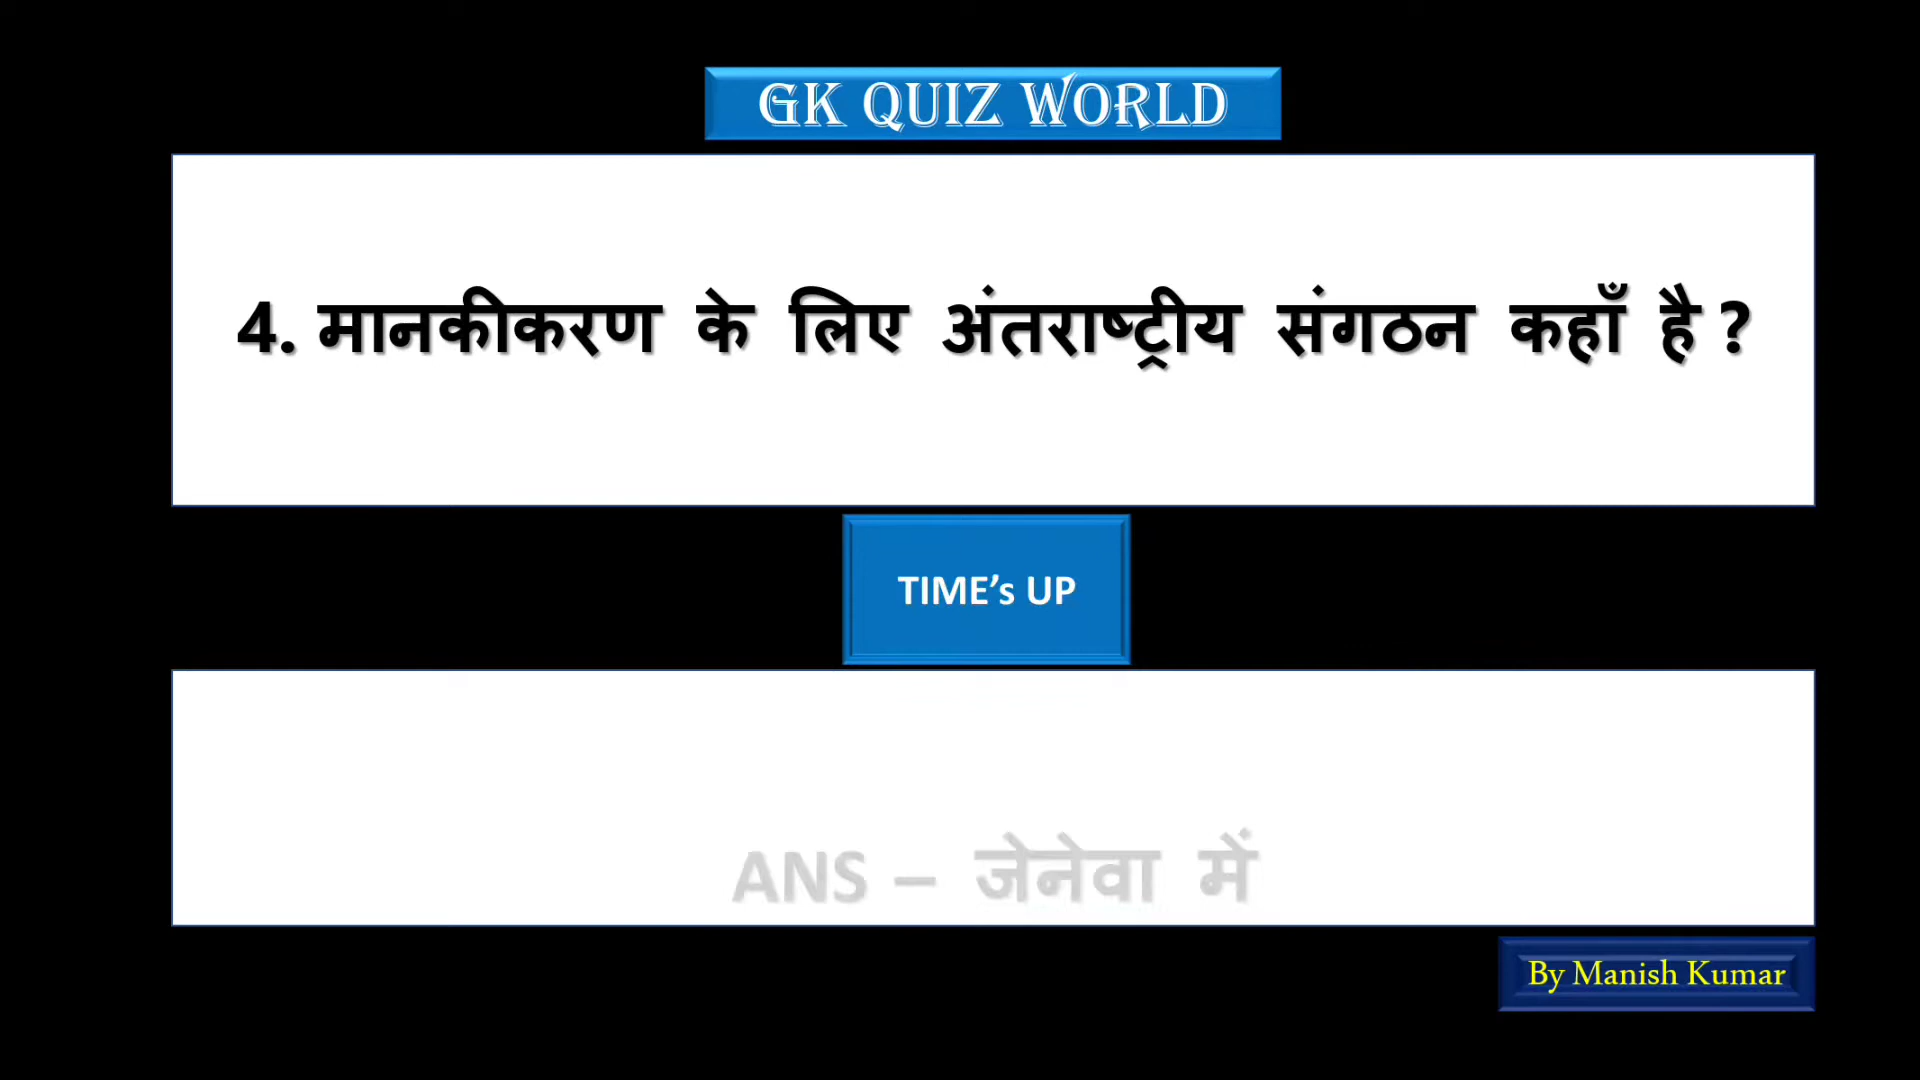 GK QUIZ WORLD
4. मानकीकरण के लिए अंतराष्ट्रीय संगठन कहाँ है ?
TIME’s UP
ANS – जेनेवा में
By Manish Kumar